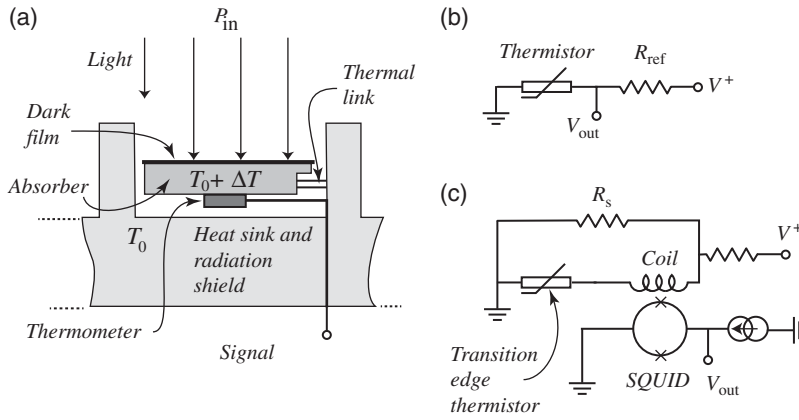 (a)
P_in
Light
Thermal
link
Dark
film
T_0 + ΔT
Absorber
T_0
Heat sink and
radiation
shield
Thermometer
Signal
(b)
Thermistor
R_ref
V^+
V_out
(c)
R_s
V^+
Coil
Transition
edge
thermistor
SQUID
V_out